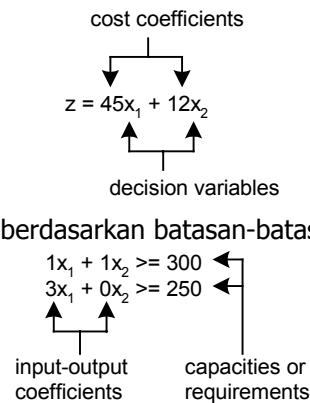 cost coefficients
z = 45x₁ + 12x₂
decision variables
berdasarkan batasan-batas
1x₁ + 1x₂ >= 300
3x₁ + 0x₂ >= 250
input-output capacities or
coefficients requirements